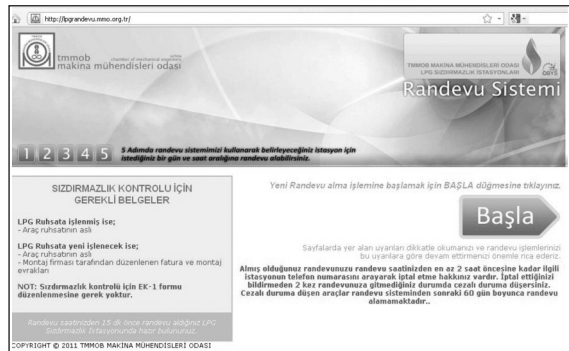 http://lpgrandevu.mmo.org.tr/
tmmob
makina mühendisleri odası
chamber of mechanical engineers
TMMOB MAKİNA MÜHENDİSLERİ ODASI
LPG SIZDIRMAZLIK İSTASYONLARI
Randevu Sistemi
1 2 3 4 5
5 Adımda randevu sistemimizi kullanarak belirleyeceğiniz istasyon için
istediğiniz bir gün ve saat aralığına randevu alabilirsiniz.
SIZDIRMAZLIK KONTROLU İÇİN
GEREKLİ BELGELER
LPG Ruhsata işlenmiş ise;
- Araç ruhsatının aslı
LPG Ruhsata yeni işlenecek ise;
- Araç ruhsatının aslı
- Montaj firması tarafından düzenlenen fatura ve montaj
evrakları
NOT: Sızdırmazlık kontrolü için EK-1 formu
düzenlenmesine gerek yoktur.
Randevu saatinizden 15 dk önce randevu aldığınız LPG
Sızdırmazlık İstasyonunda hazır bulununuz.
Yeni Randevu alma işlemine başlamak için BAŞLA düğmesine tıklayınız.
Başla
Sayfalarda yer alan uyarıları dikkatle okumanızı ve randevu işlemlerinizi
bu uyarılara göre devam ettirmenizi önemle rica ederiz.
Almış olduğunuz randevunuzu randevu saatinizden en az 2 saat öncesine kadar ilgili
istasyonun telefon numarasını arayarak iptal etme hakkınız vardır. İptal ettiğinizi
bildirmeden 2 kez randevunuza gitmediğiniz durumda cezalı duruma düşersiniz.
Cezalı duruma düşen araçlar randevu sisteminden sonraki 60 gün boyunca randevu
alamamaktadır..
COPYRIGHT © 2011 TMMOB MAKİNA MÜHENDİSLERİ ODASI